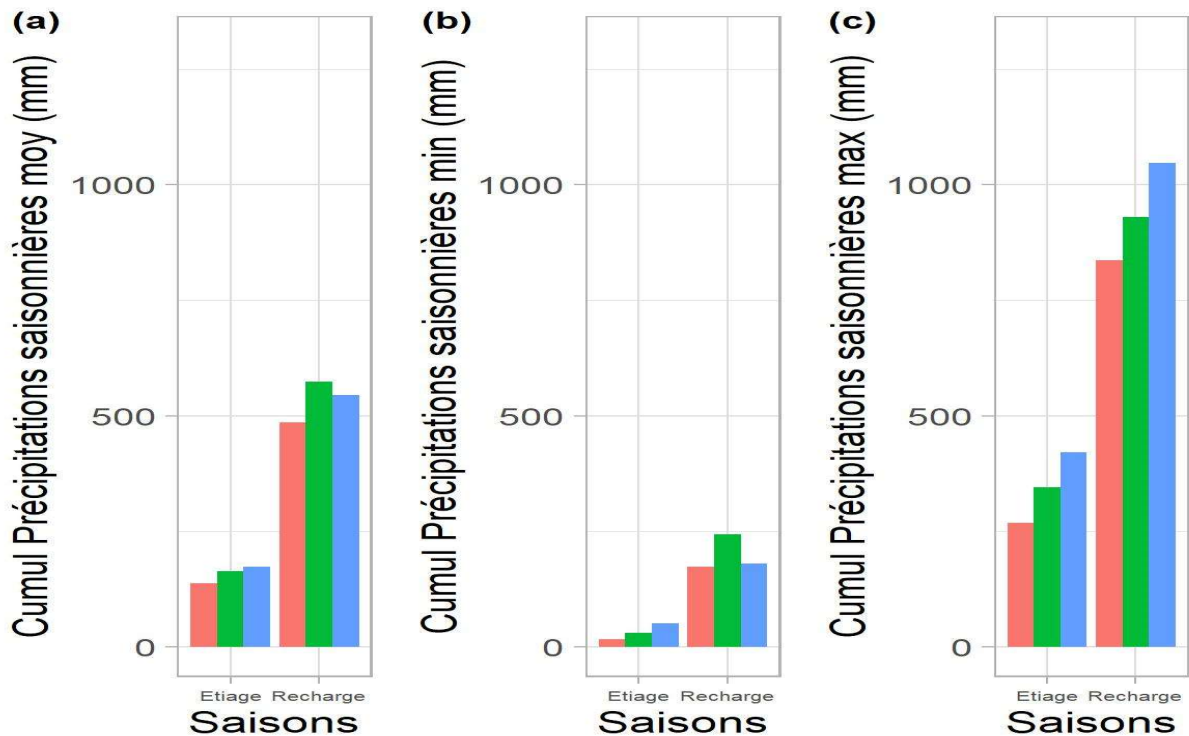 (a)
Cumul Précipitations saisonnières moy (mm)
1000
500
0
Etiage Recharge
Saisons
(b)
Cumul Précipitations saisonnières min (mm)
1000
500
0
Etiage Recharge
Saisons
(c)
Cumul Précipitations saisonnières max (mm)
1000
500
0
Etiage Recharge
Saisons